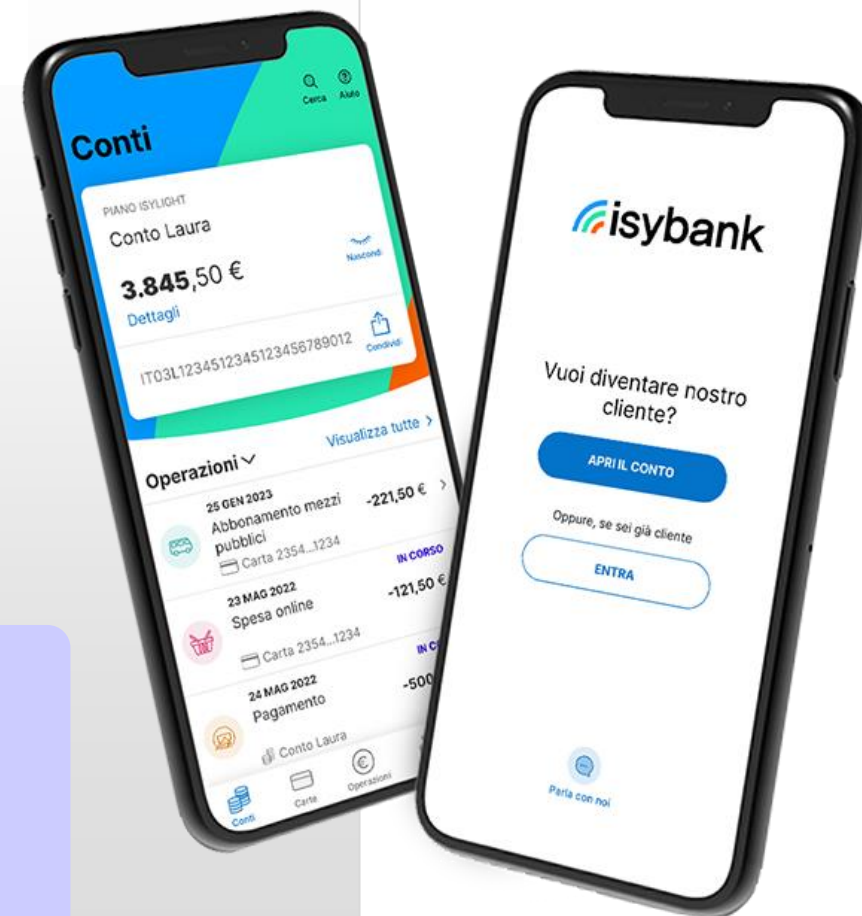 Cerca
Aiuto
Conti
PIANO ISYLIGHT
Conto Laura
3.845,50 €
Nascondi
Dettagli
IT03L1234512345123456789012
Condividi
Operazioni
Visualizza tutte >
25 GEN 2023
Abbonamento mezzi
pubblici
-221,50 € >
Carta 2354...1234
IN CORSO
23 MAG 2022
Spesa online
-121,50 €
Carta 2354...1234
24 MAG 2022
Pagamento
-500
Conto Laura
Conti
Carte
Operazioni
isybank
Vuoi diventare nostro
cliente?
APRI IL CONTO
Oppure, se sei già cliente
ENTRA
Parla con noi